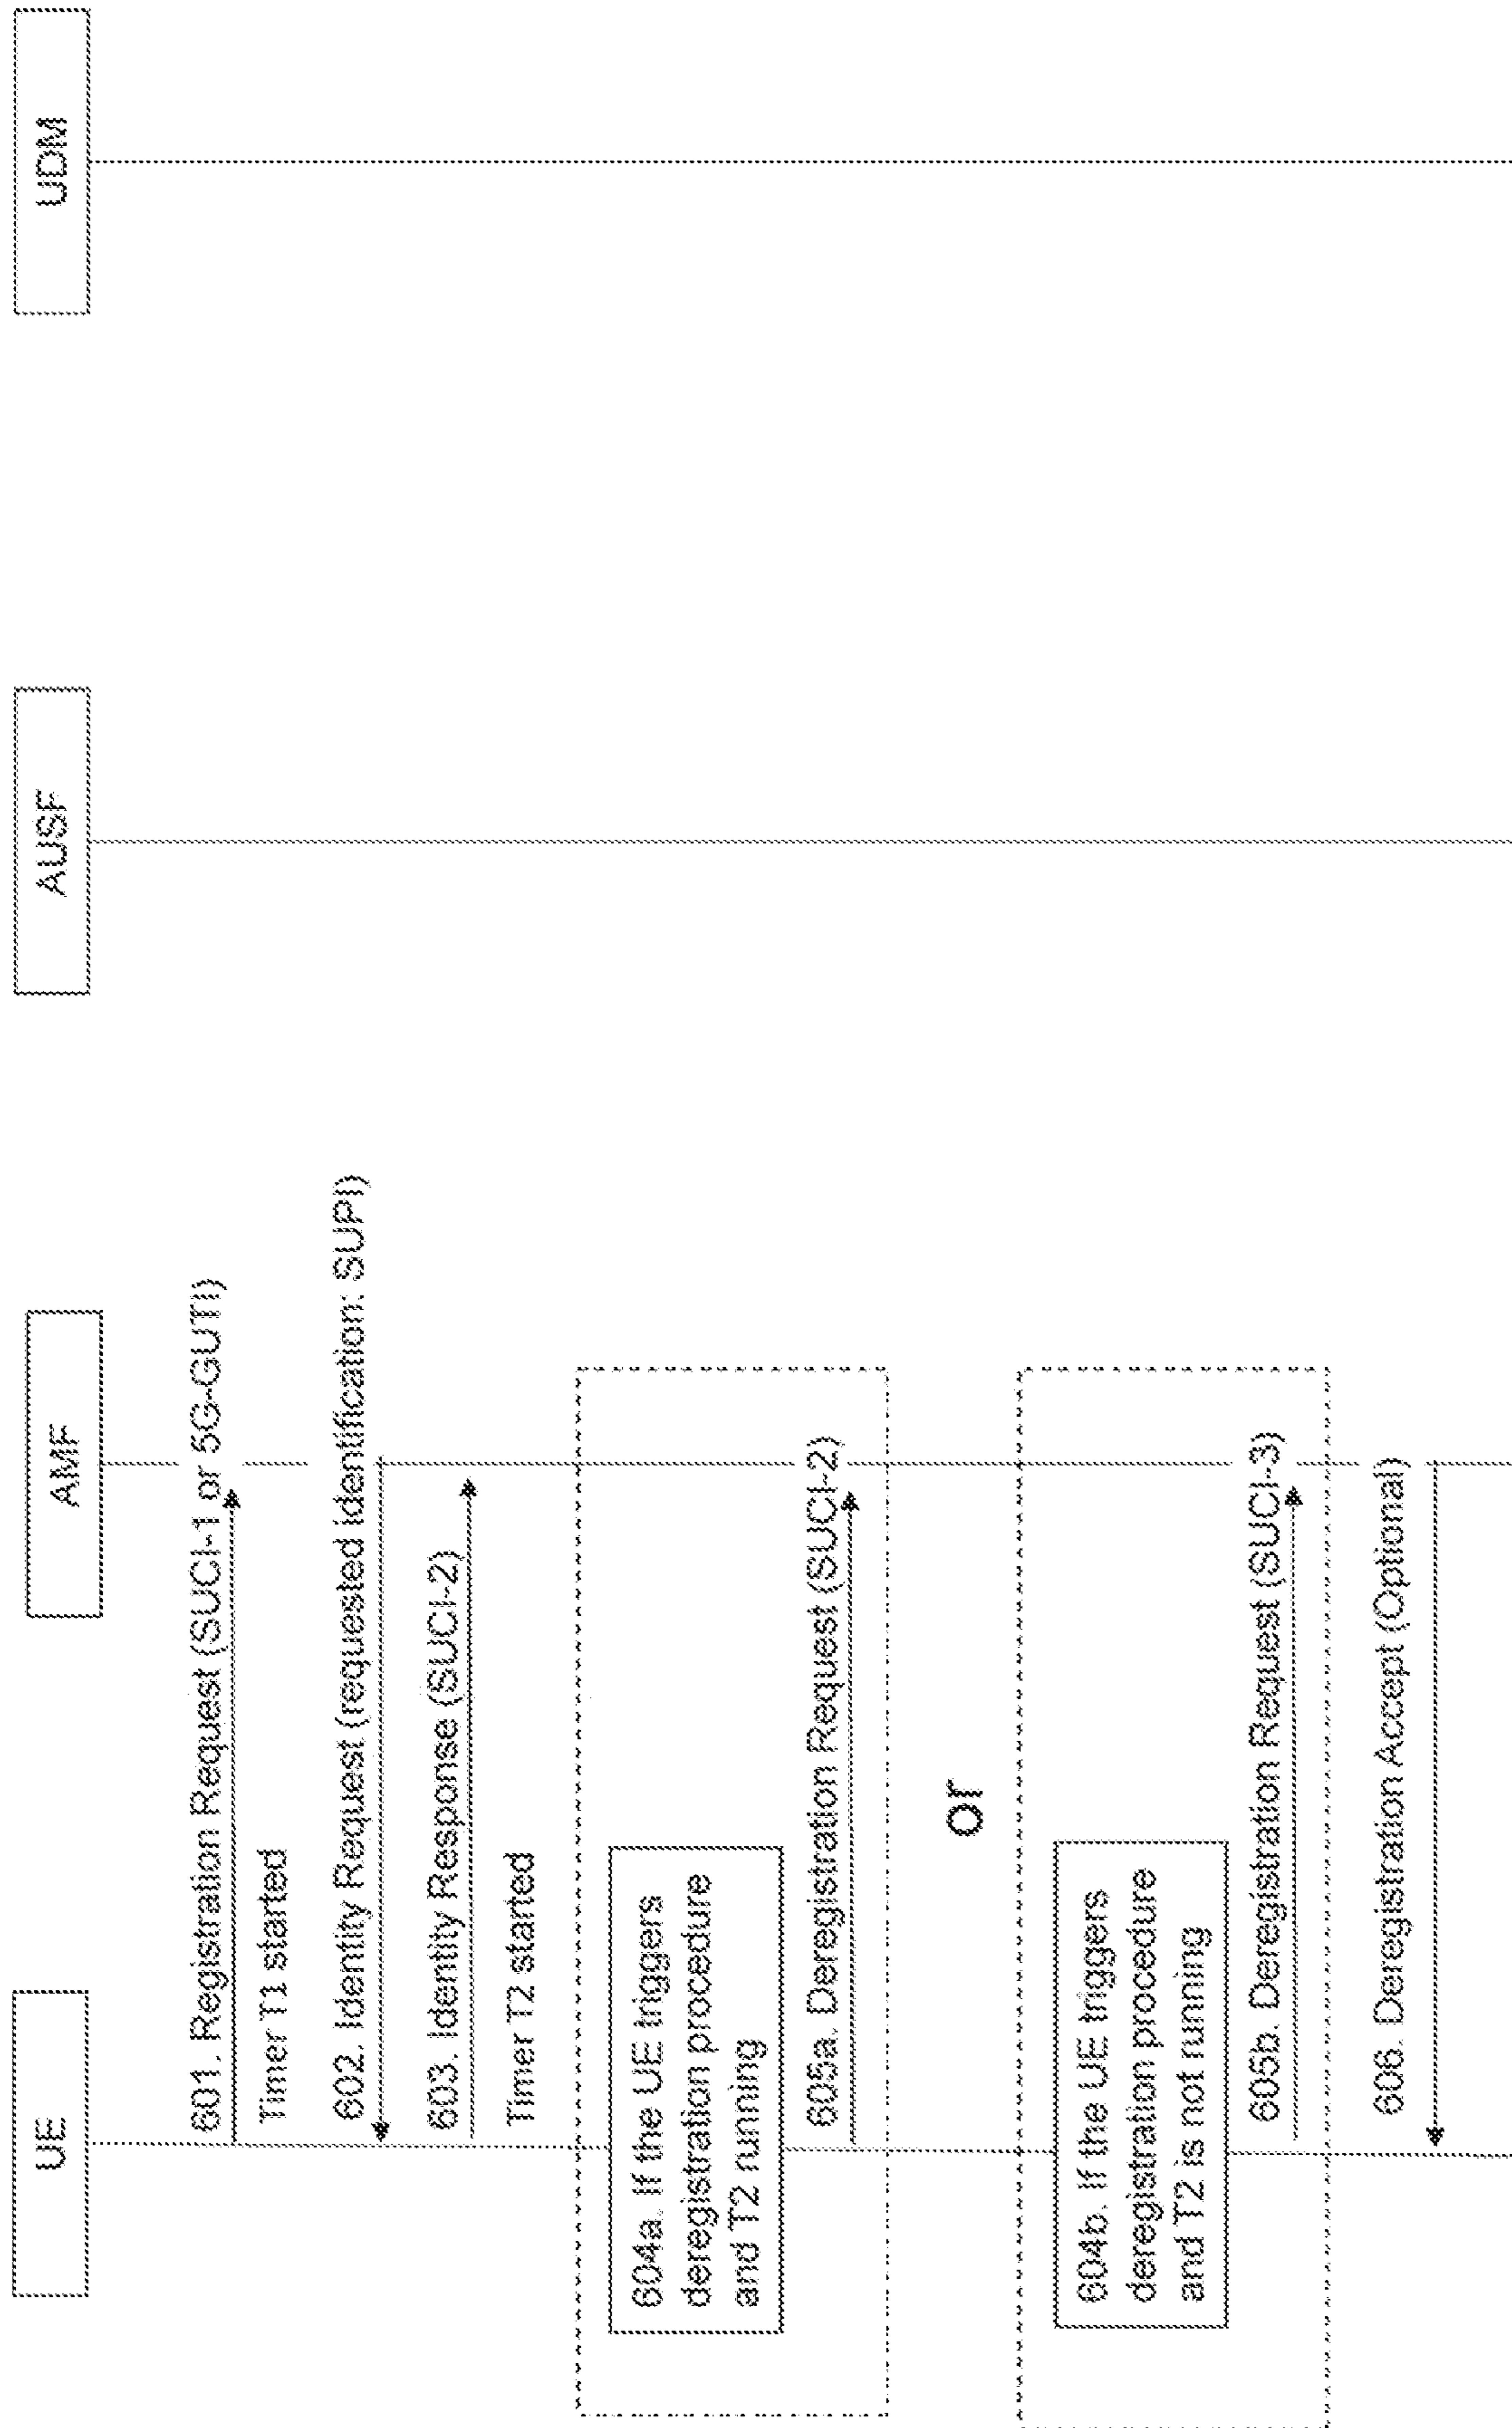 UE
AMF
AUSF
UDM
601. Registration Request (SUCI-1 or 5G-GUTI)
Timer T1 started
602. Identity Request (requested identification: SUPI)
603. Identity Response (SUCI-2)
Timer T2 started
604a. If the UE triggers
deregistration procedure
and T2 running
605a. Deregistration Request (SUCI-2)
or
604b. If the UE triggers
deregistration procedure
and T2 is not running
605b. Deregistration Request (SUCI-3)
606. Deregistration Accept (Optional)